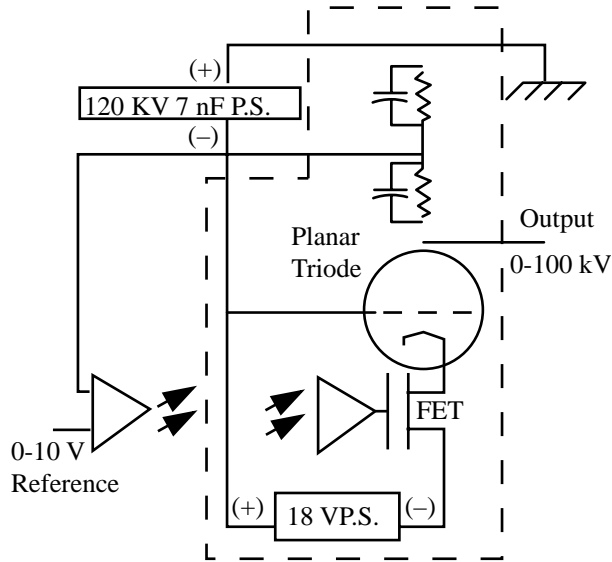 (+)
120 KV 7 nF P.S.
(–)
Planar
Triode
Output
0-100 kV
FET
0-10 V
Reference
(+)
18 VP.S.
(–)